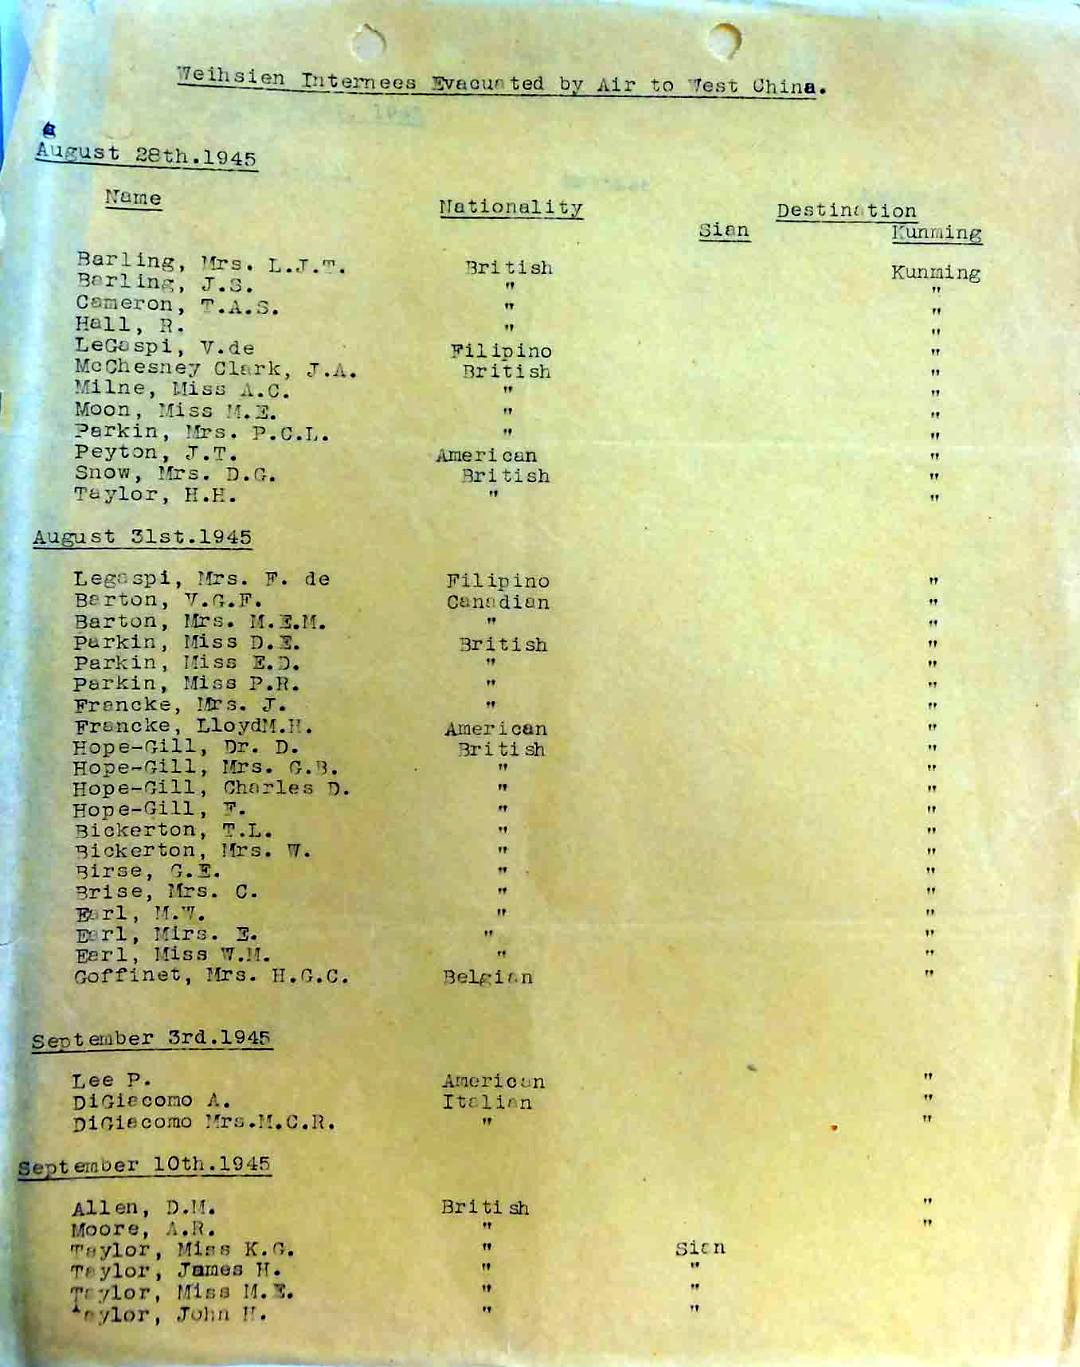 Weihsien Internees Evacuated by Air to West China.
August 28th.1945
Name Nationality Destination
Sian Kunming
Barling, Mrs. L.J.T. British Kunming
Barling, J.S. " "
Cameron, T.A.S. " "
Hall, R. " "
LeGaspi, V.de Filipino "
McChesney Clark, J.A. British "
Milne, Miss A.C. " "
Moon, Miss M.E. " "
Parkin, Mrs. P.C.L. " "
Peyton, J.T. American "
Snow, Mrs. D.G. British "
Taylor, H.H. " "
August 31st.1945
Legaspi, Mrs. F. de Filipino "
Barton, V.G.F. Canadian "
Barton, Mrs. M.E.M. " "
Parkin, Miss D.E. British "
Parkin, Miss E.D. " "
Parkin, Miss P.R. " "
Francke, Mrs. J. " "
Francke, LloydM.H. American "
Hope-Gill, Dr. D. British "
Hope-Gill, Mrs. G.B. " "
Hope-Gill, Charles D. " "
Hope-Gill, F. " "
Bickerton, T.L. " "
Bickerton, Mrs. W. " "
Birse, G.E. " "
Brise, Mrs. C. " "
Earl, M.W. " "
Earl, Mirs. E. " "
Earl, Miss W.M. " "
Goffinet, Mrs. H.G.C. Belgian "
September 3rd.1945
Lee P. American "
DiGiacomo A. Italian "
DiGiacomo Mrs.M.C.R. " "
September 10th.1945
Allen, D.M. British "
Moore, A.R. " "
Taylor, Miss K.G. " Sian
Taylor, James H. " "
Taylor, Miss M.E. " "
Taylor, John H. " "